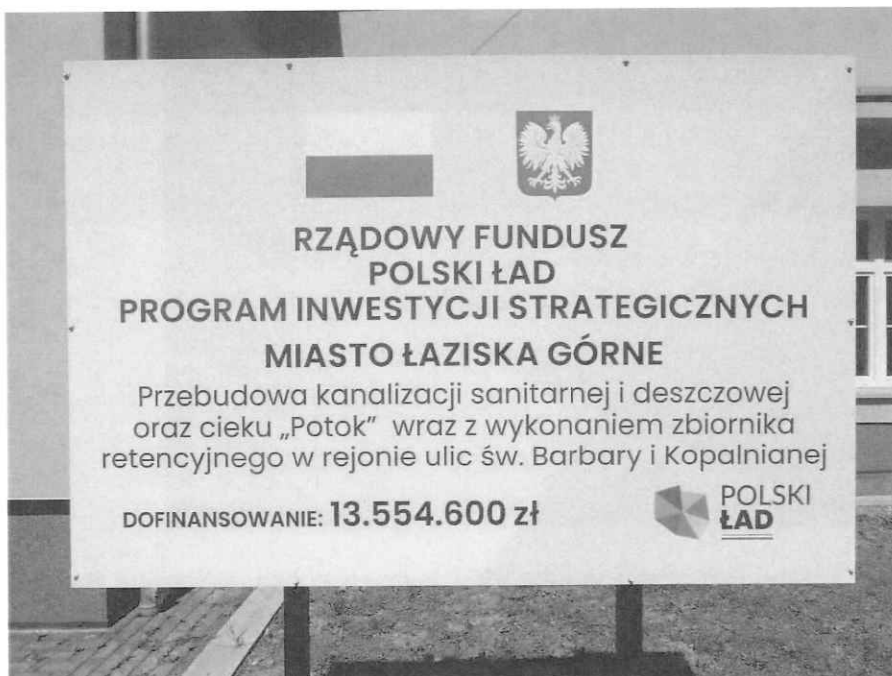 RZĄDOWY FUNDUSZ
POLSKI ŁAD
PROGRAM INWESTYCJI STRATEGICZNYCH
MIASTO ŁAZISKA GÓRNE
Przebudowa kanalizacji sanitarnej i deszczowej
oraz cieku „Potok” wraz z wykonaniem zbiornika
retencyjnego w rejonie ulic św. Barbary i Kopalnianej
DOFINANSOWANIE: 13.554.600 zł
POLSKI
ŁAD